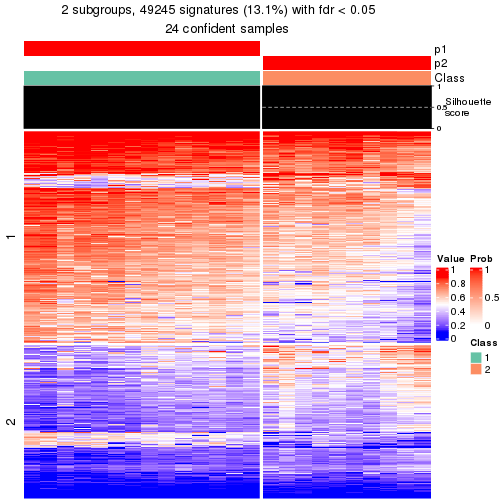 2 subgroups, 49245 signatures (13.1%) with fdr < 0.05
24 confident samples
p1
p2
Class
1
0.5
0
Silhouette
score
1
2
Value
1
0.8
0.6
0.4
0.2
0
Prob
1
0.5
0
Class
1
2